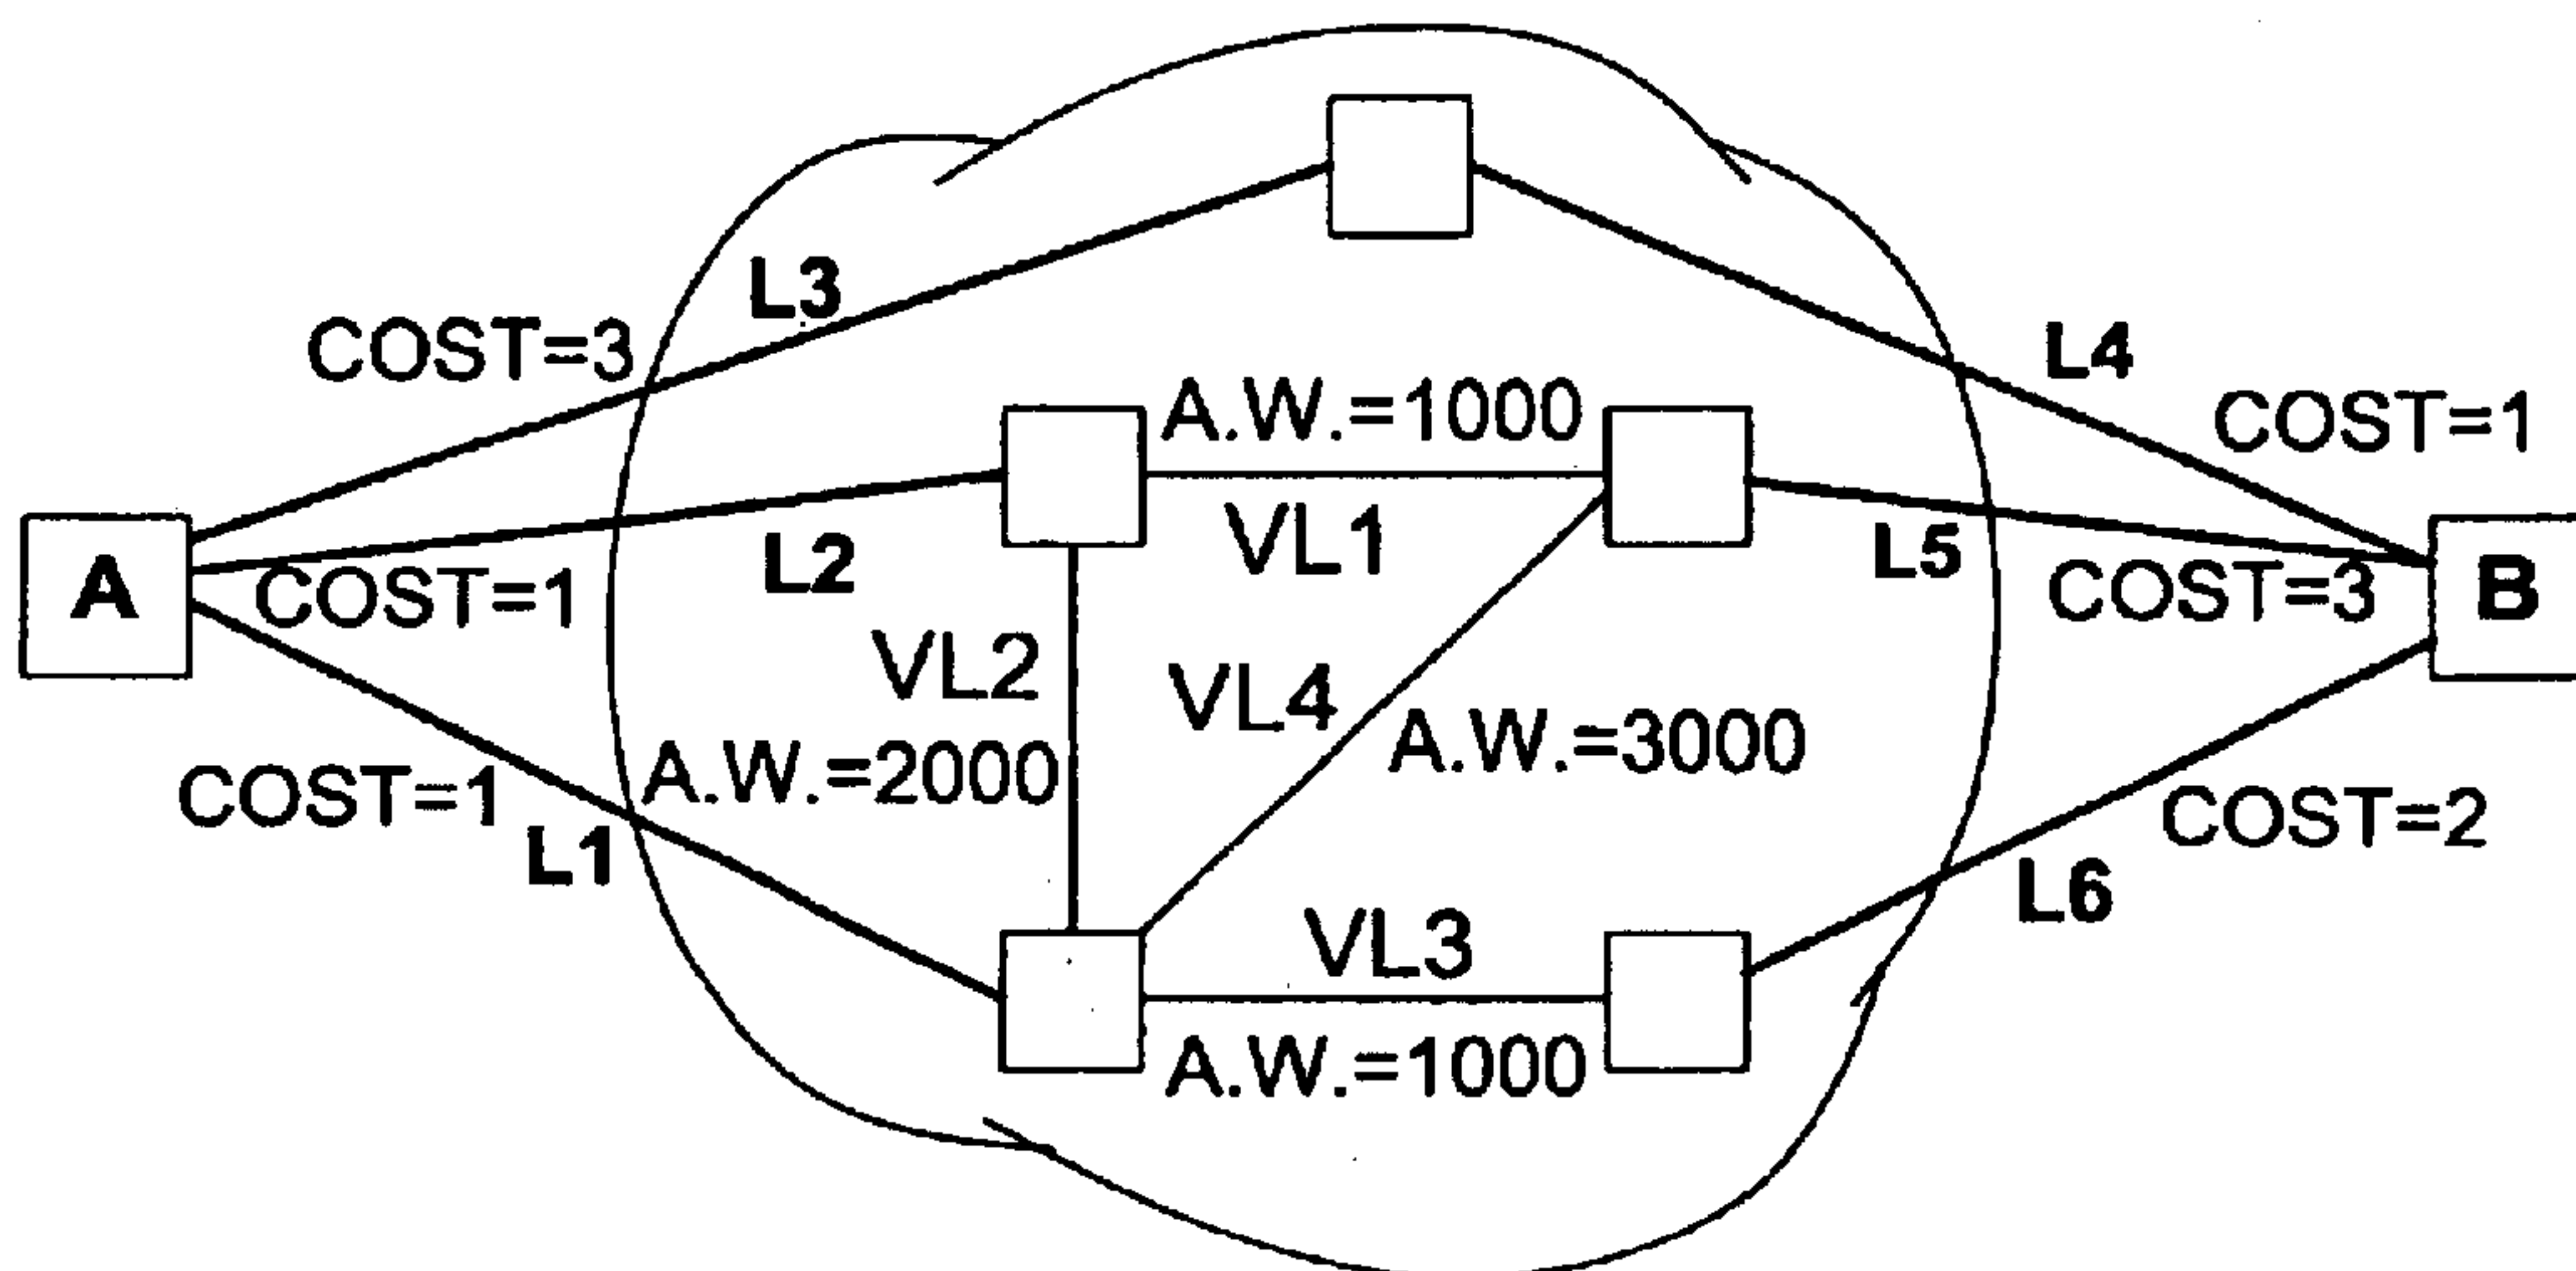 L3
COST=3
L4
A.W.=1000
COST=1
VL1
L2
L5
A
COST=1
COST=3
B
VL2
VL4
A.W.=2000
A.W.=3000
COST=1
L1
COST=2
L6
VL3
A.W.=1000